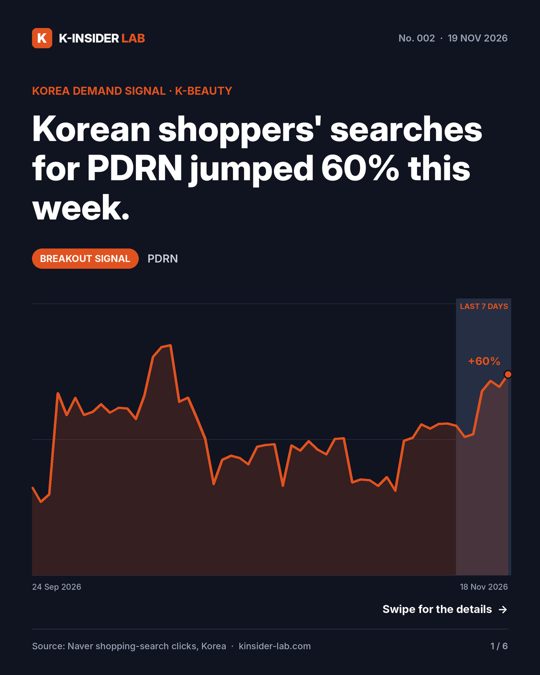 K K-INSIDER LAB
No. 002 · 19 NOV 2026
KOREA DEMAND SIGNAL · K-BEAUTY
Korean shoppers' searches
for PDRN jumped 60% this
week.
BREAKOUT SIGNAL PDRN
LAST 7 DAYS
+60%
24 Sep 2026
18 Nov 2026
Swipe for the details →
Source: Naver shopping-search clicks, Korea · kinsider-lab.com
1 / 6